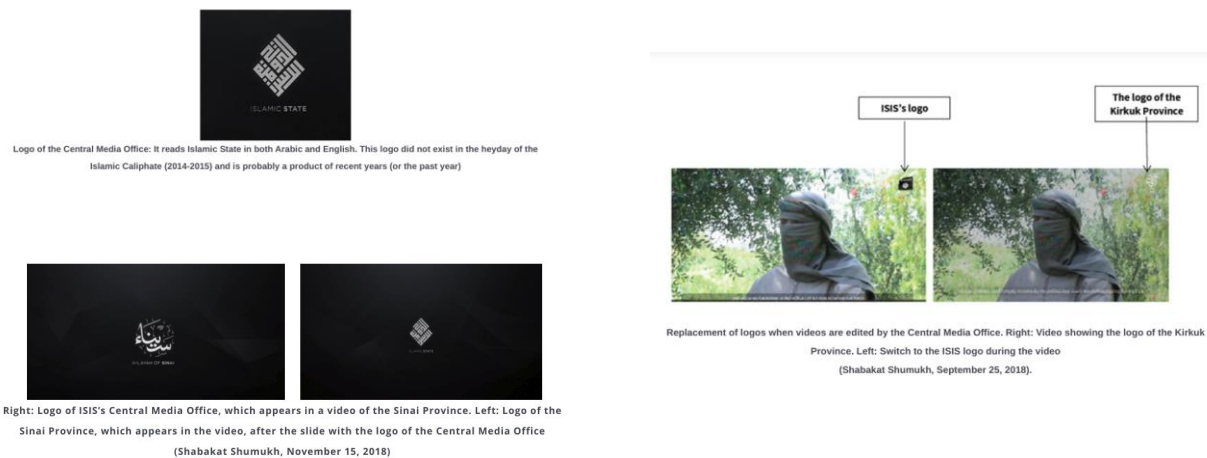 ISLAMIC STATE
Logo of the Central Media Office: It reads Islamic State in both Arabic and English. This logo did not exist in the heyday of the
Islamic Caliphate (2014-2015) and is probably a product of recent years (or the past year)
سيناء
WILAYAH OF SINAI
ISLAMIC STATE
Right: Logo of ISIS's Central Media Office, which appears in a video of the Sinai Province. Left: Logo of the
Sinai Province, which appears in the video, after the slide with the logo of the Central Media Office
(Shabakat Shumukh, November 15, 2018)
ISIS's logo
The logo of the
Kirkuk Province
Replacement of logos when videos are edited by the Central Media Office. Right: Video showing the logo of the Kirkuk
Province. Left: Switch to the ISIS logo during the video
(Shabakat Shumukh, September 25, 2018).